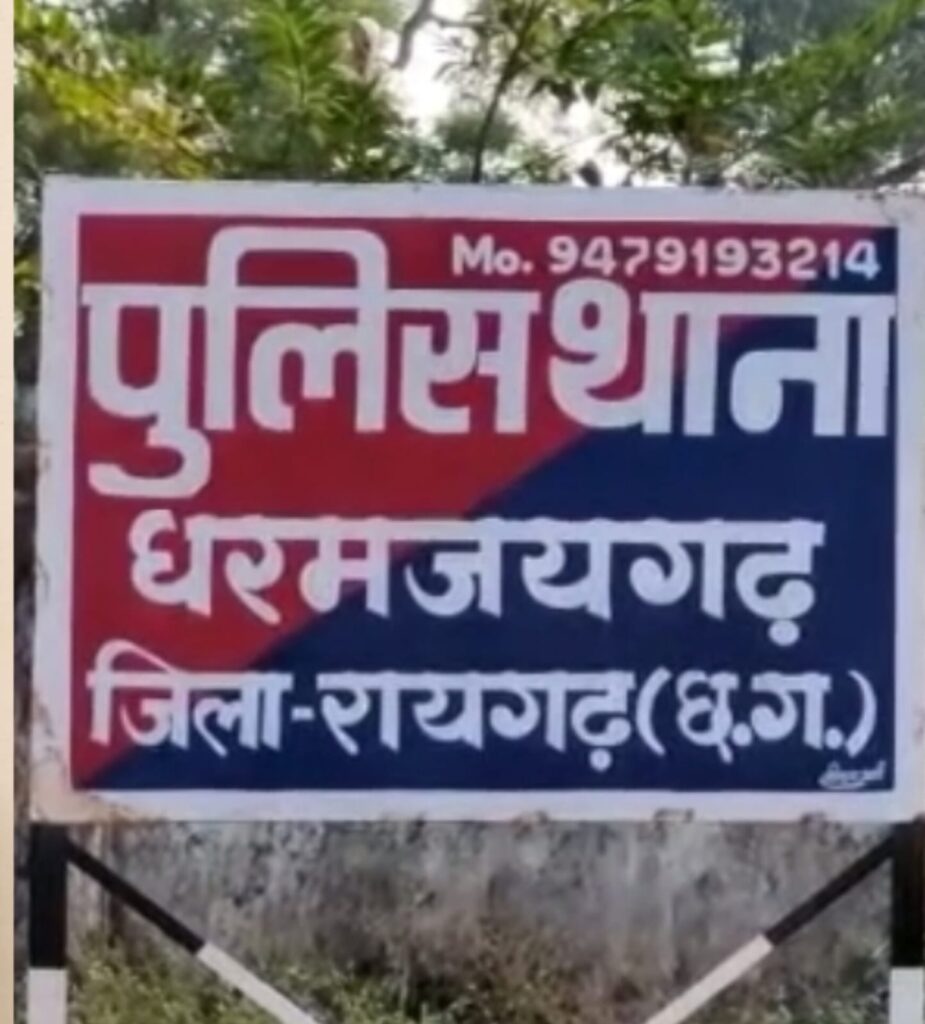 Mo. 9479193214
पुलिस थाना
धरमजयगढ़
जिला-रायगढ़(छ.ग.)